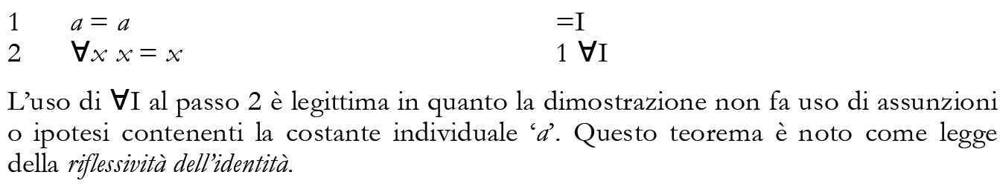 1 a = a =I
2 ∀x x = x 1 ∀I
L’uso di ∀I al passo 2 è legittima in quanto la dimostrazione non fa uso di assunzioni
o ipotesi contenenti la costante individuale ‘a’. Questo teorema è noto come legge
della riflessività dell’identità.